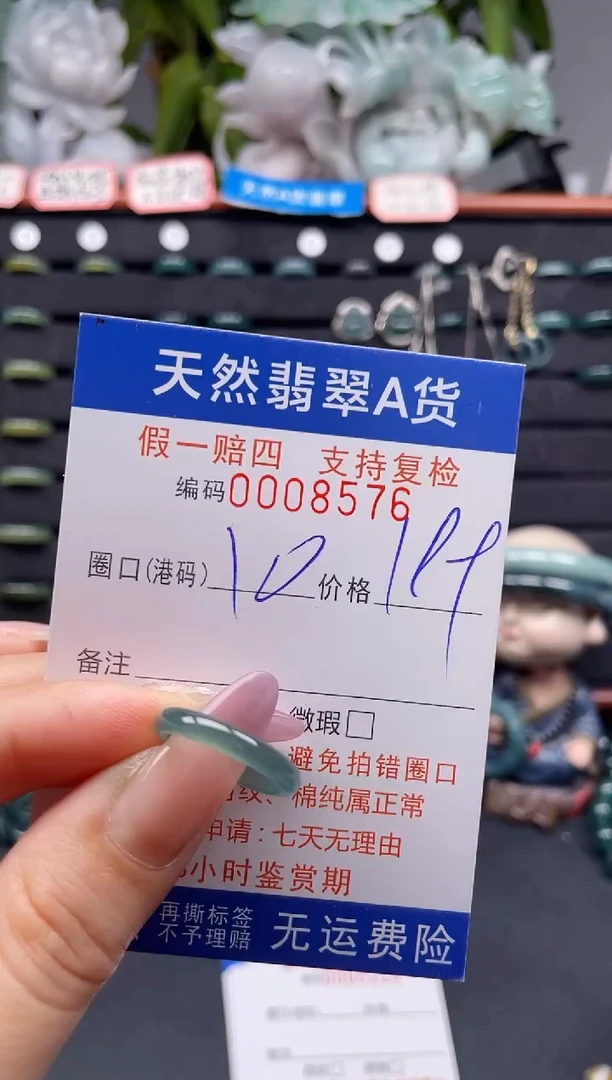 天然翡翠A货
假一赔四 支持复检
编码0008576
圈口(港码) 10 价格 199
备注
微瑕□
避免拍错圈口
纹、棉纯属正常
申请:七天无理由
小时鉴赏期
再撕标签
不予理赔
无运费险